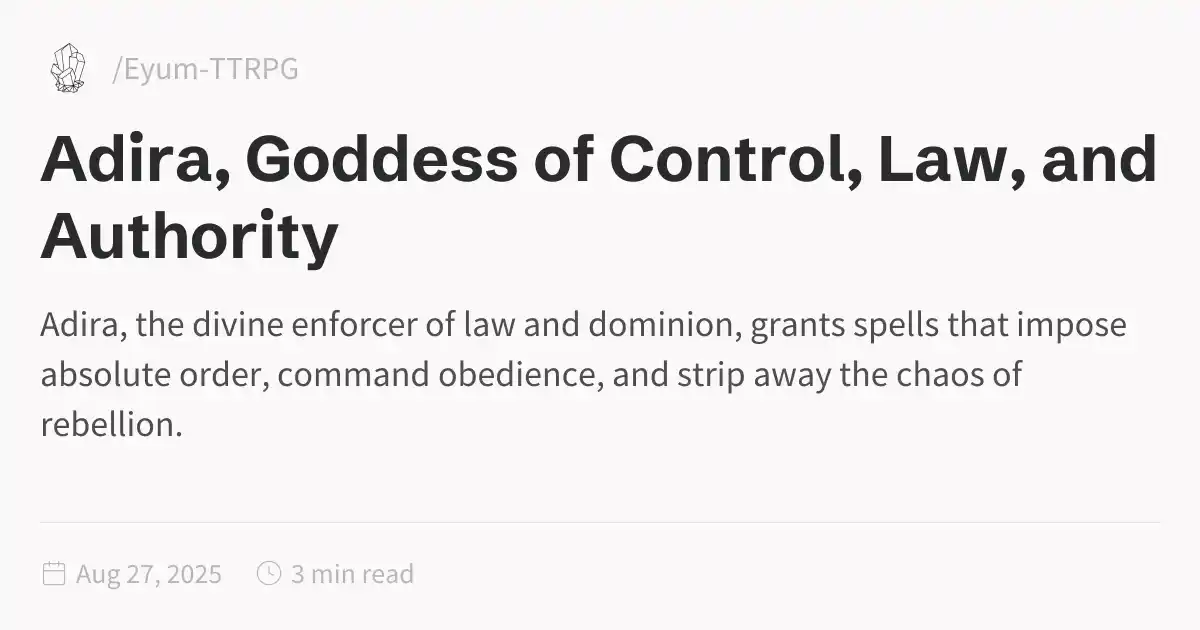 /Eyum-TTRPG
Adira, Goddess of Control, Law, and
Authority
Adira, the divine enforcer of law and dominion, grants spells that impose
absolute order, command obedience, and strip away the chaos of
rebellion.
Aug 27, 2025 3 min read